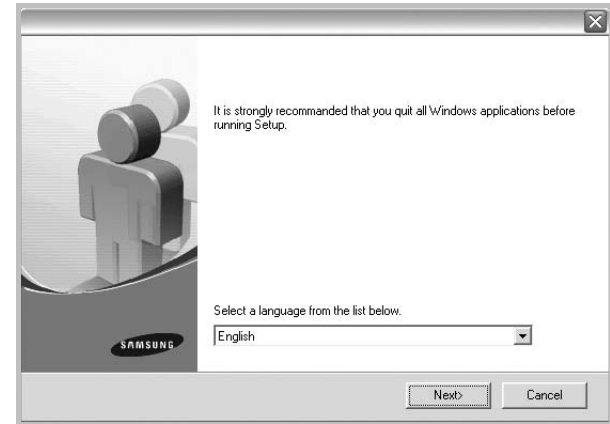 It is strongly recommanded that you quit all Windows applications before
running Setup.
Select a language from the list below.
English
SAMSUNG
Next>
Cancel